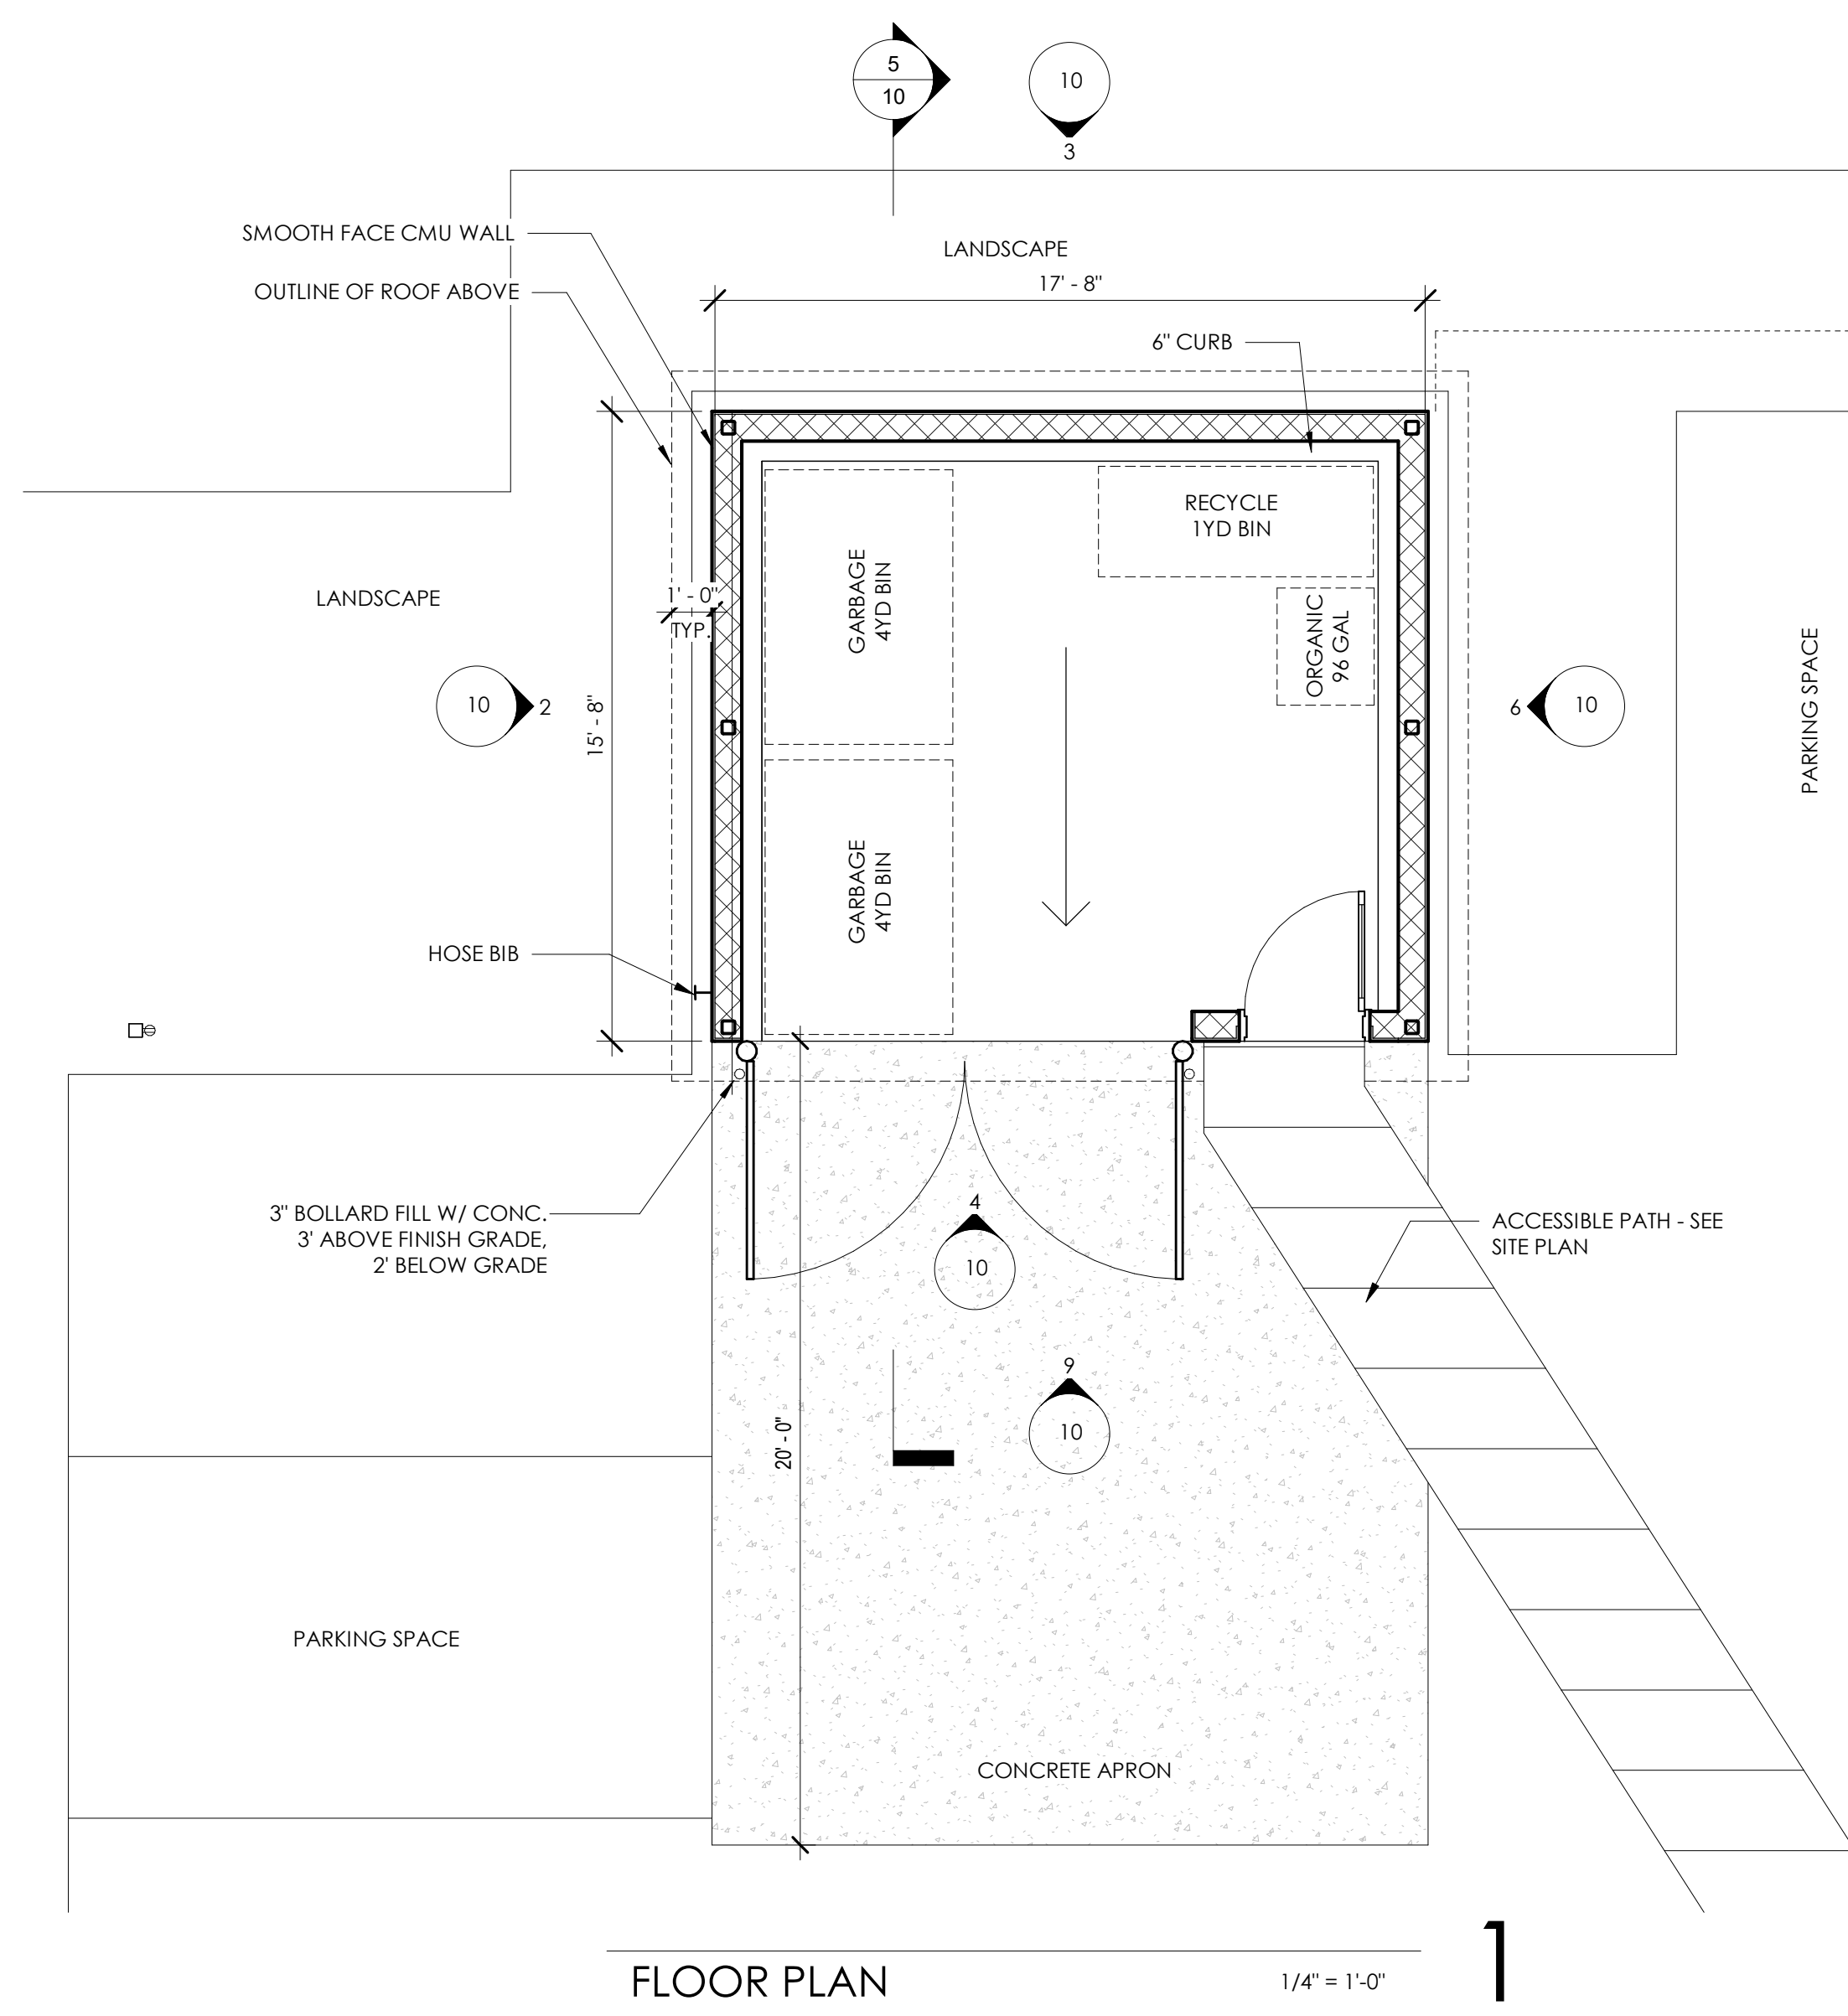 5
10
10
3
SMOOTH FACE CMU WALL
LANDSCAPE
OUTLINE OF ROOF ABOVE
17' - 8"
6" CURB
RECYCLE
1YD BIN
GARBAGE
4YD BIN
ORGANIC
96 GAL
1' - 0"
TYP.
LANDSCAPE
10
2
15' - 8"
6
10
PARKING SPACE
GARBAGE
4YD BIN
HOSE BIB
3" BOLLARD FILL W/ CONC.
3' ABOVE FINISH GRADE,
2' BELOW GRADE
4
10
ACCESSIBLE PATH - SEE
SITE PLAN
9
10
20' - 0"
PARKING SPACE
CONCRETE APRON
FLOOR PLAN
1/4" = 1'-0"
1